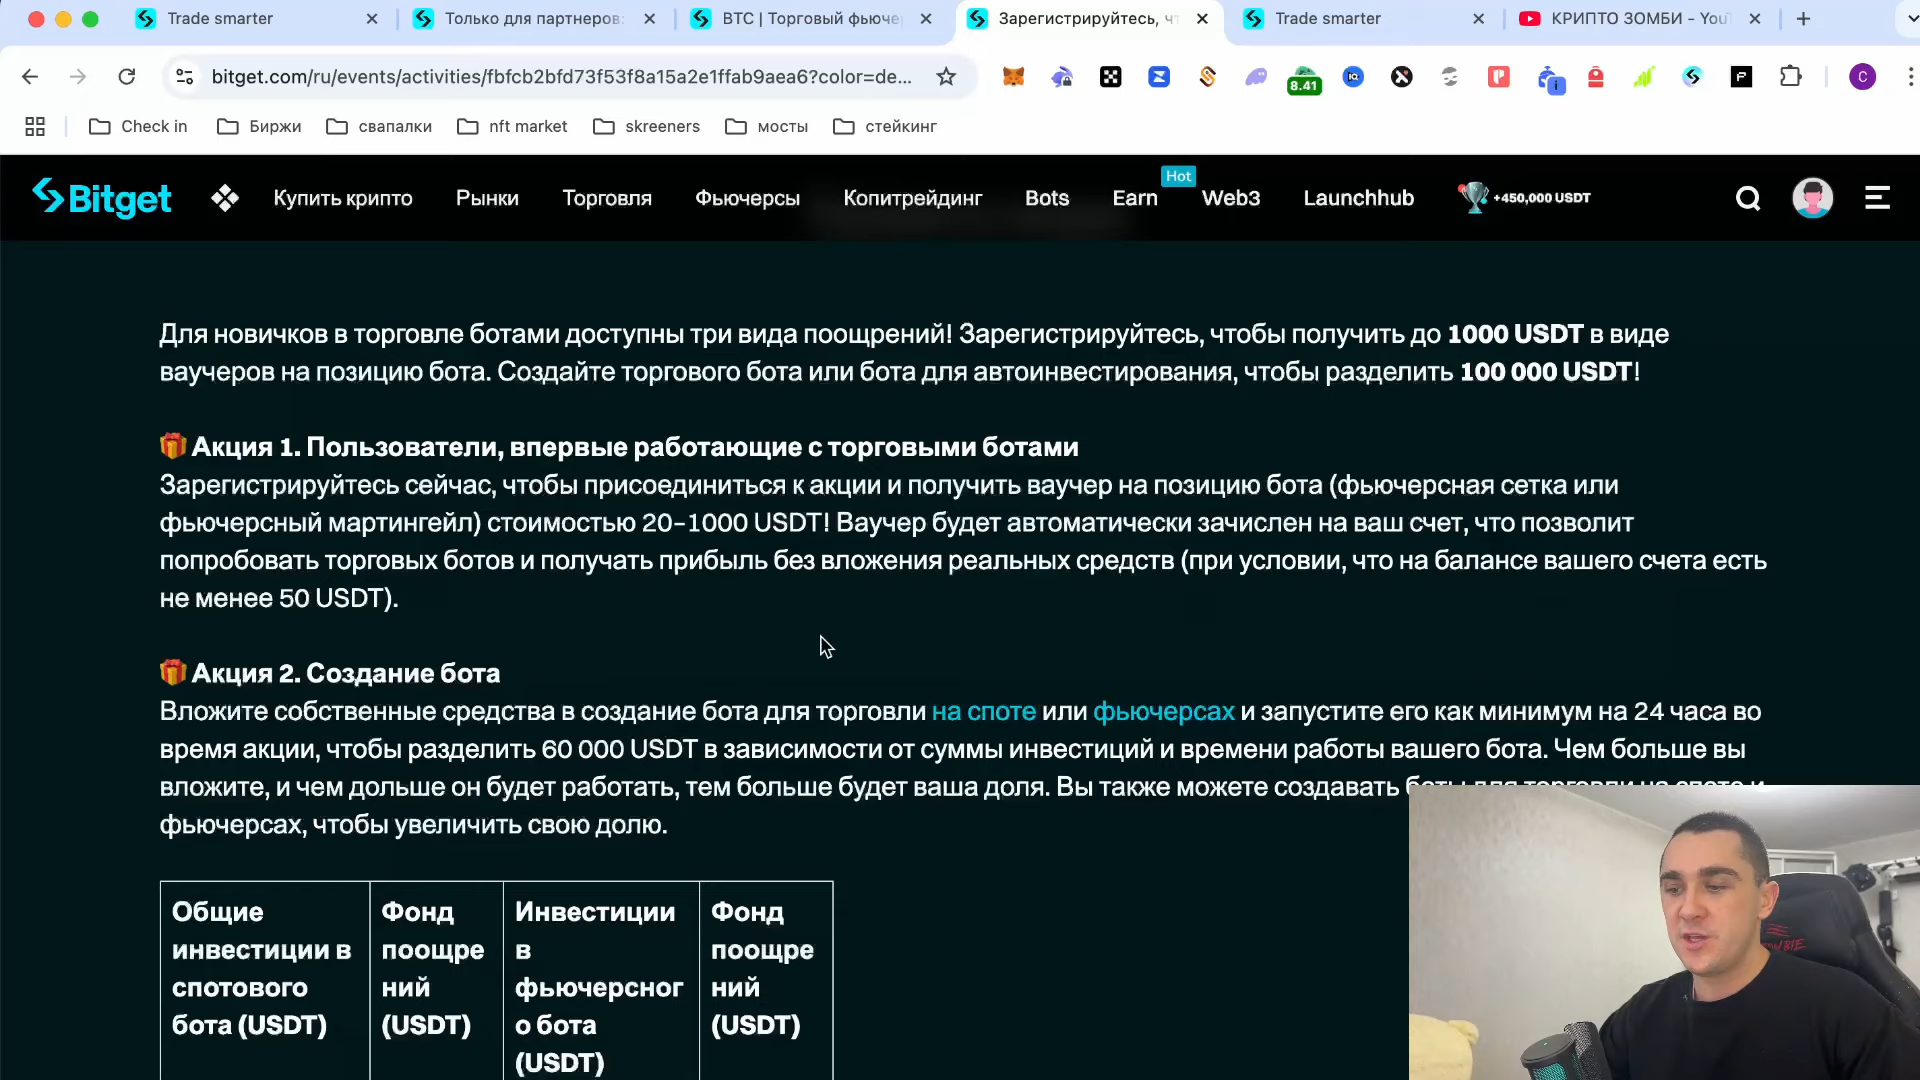 Trade smarter
Только для партнеров:
BTC | Торговый фьюче
Зарегистрируйтесь, чт
Trade smarter
КРИПТО ЗОМБИ - YouT
bitget.com/ru/events/activities/fbfcb2bfd73f53f8a15a2e1ffab9aea6?color=de...
8.41
C
Check in
Биржи
свапалки
nft market
skreeners
мосты
стейкинг
Bitget
Купить крипто
Рынки
Торговля
Фьючерсы
Копитрейдинг
Bots
Earn
Hot
Web3
Launchhub
+450,000 USDT
Для новичков в торговле ботами доступны три вида поощрений! Зарегистрируйтесь, чтобы получить до 1000 USDT в виде
ваучеров на позицию бота. Создайте торгового бота или бота для автоинвестирования, чтобы разделить 100 000 USDT!
Акция 1. Пользователи, впервые работающие с торговыми ботами
Зарегистрируйтесь сейчас, чтобы присоединиться к акции и получить ваучер на позицию бота (фьючерсная сетка или
фьючерсный мартингейл) стоимостью 20–1000 USDT! Ваучер будет автоматически зачислен на ваш счет, что позволит
попробовать торговых ботов и получать прибыль без вложения реальных средств (при условии, что на балансе вашего счета есть
не менее 50 USDT).
Акция 2. Создание бота
Вложите собственные средства в создание бота для торговли на споте или фьючерсах и запустите его как минимум на 24 часа во
время акции, чтобы разделить 60 000 USDT в зависимости от суммы инвестиций и времени работы вашего бота. Чем больше вы
вложите, и чем дольше он будет работать, тем больше будет ваша доля. Вы также можете создавать боты для торговли на споте и
фьючерсах, чтобы увеличить свою долю.
Общие
инвестиции в
спотового
бота (USDT)
Фонд
поощре
ний
(USDT)
Инвестиции
в
фьючерсног
о бота
(USDT)
Фонд
поощре
ний
(USDT)